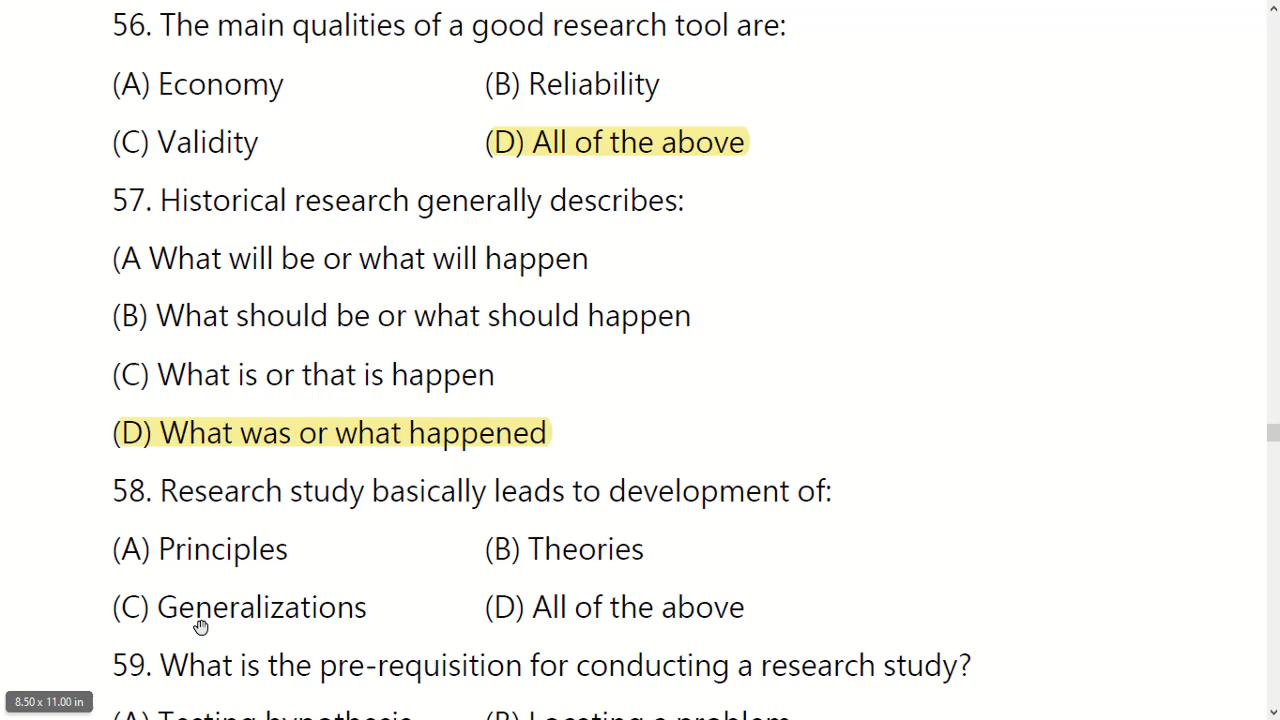 56. The main qualities of a good research tool are:
(A) Economy (B) Reliability
(C) Validity (D) All of the above
57. Historical research generally describes:
(A What will be or what will happen
(B) What should be or what should happen
(C) What is or that is happen
(D) What was or what happened
58. Research study basically leads to development of:
(A) Principles (B) Theories
(C) Generalizations (D) All of the above
59. What is the pre-requisition for conducting a research study?
(A) Testing hypothesis (B) Locating a problem
8.50 x 11.00 in